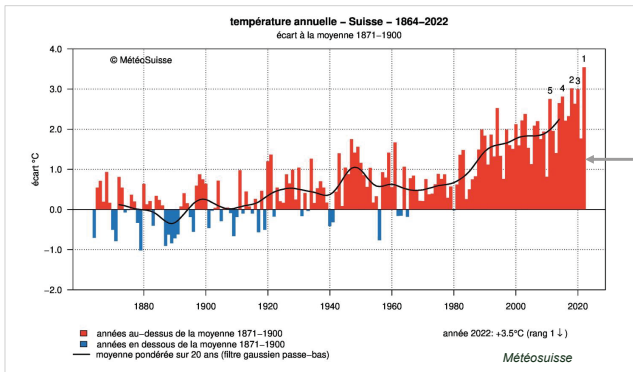 température annuelle – Suisse – 1864–2022
écart à la moyenne 1871–1900
© MétéoSuisse
écart °C
4.0
3.0
2.0
1.0
0.0
−1.0
−2.0
5
4
2
3
1
1880
1900
1920
1940
1960
1980
2000
2020
années au−dessus de la moyenne 1871−1900
années en dessous de la moyenne 1871−1900
moyenne pondérée sur 20 ans (filtre gaussien passe−bas)
année 2022: +3.5°C (rang 1 ↓)
Météosuisse